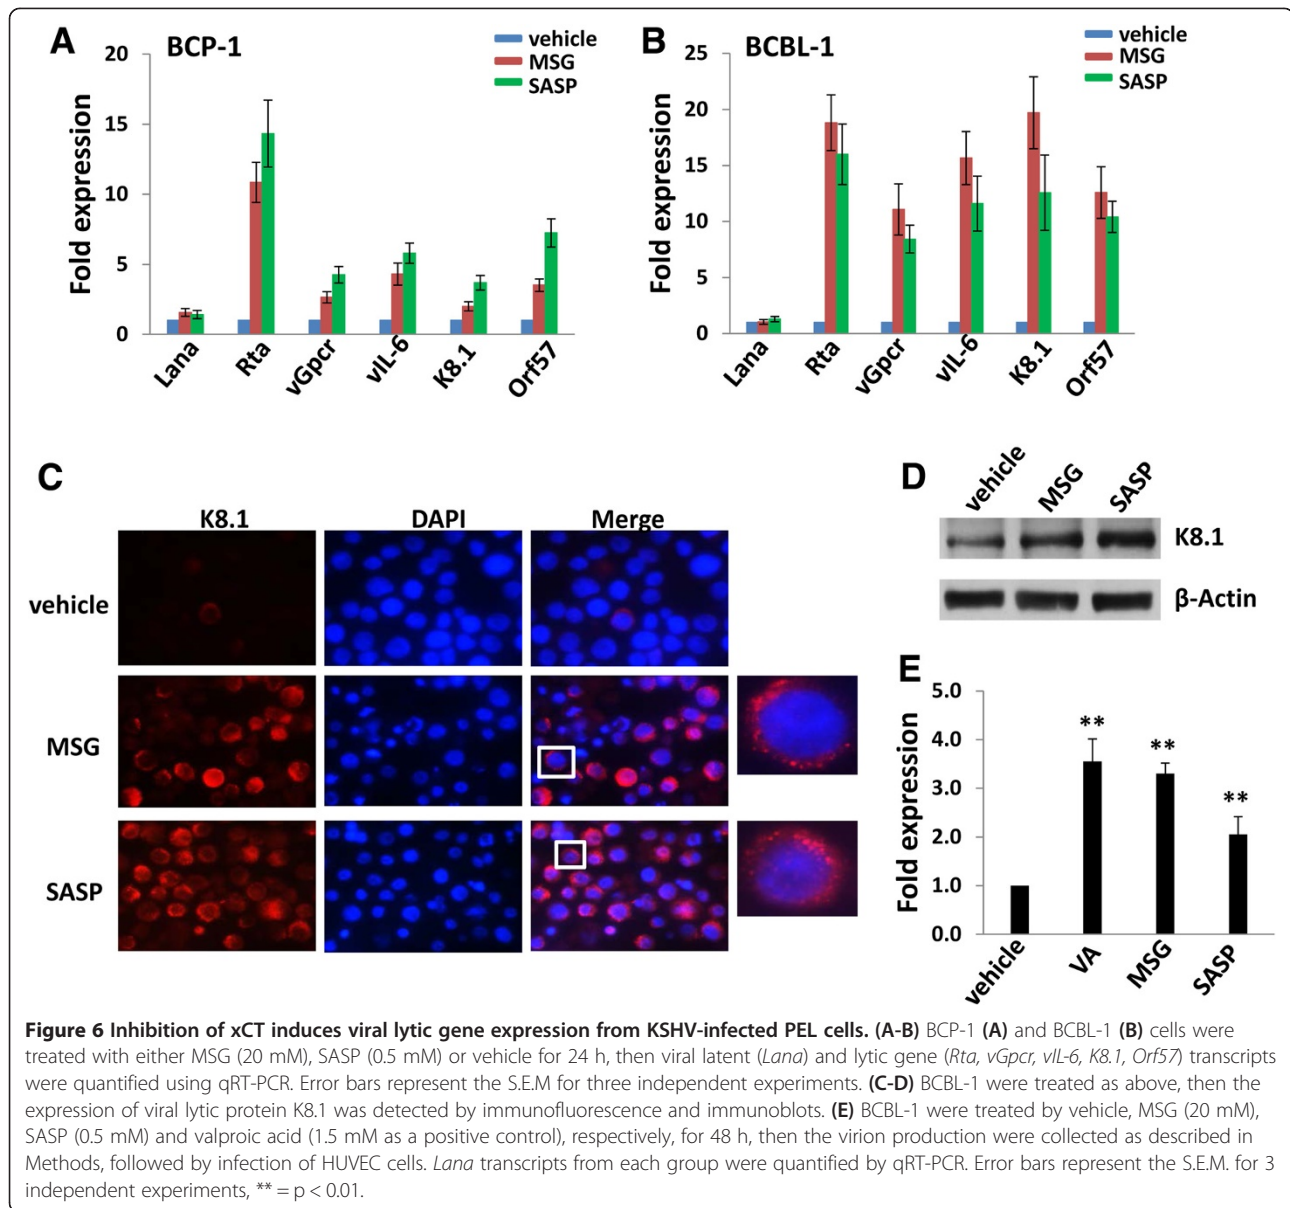 A
BCP-1
vehicle
MSG
SASP
Fold expression
20
15
10
5
0
Lana
Rta
vGpcr
vIL-6
K8.1
Orf57
B
BCBL-1
vehicle
MSG
SASP
Fold expression
25
20
15
10
5
0
Lana
Rta
vGpcr
vIL-6
K8.1
Orf57
C
K8.1
DAPI
Merge
vehicle
MSG
SASP
D
vehicle
MSG
SASP
K8.1
β-Actin
E
Fold expression
5.0
4.0
3.0
2.0
1.0
0.0
**
**
**
vehicle
VA
MSG
SASP
Figure 6 Inhibition of xCT induces viral lytic gene expression from KSHV-infected PEL cells. (A-B) BCP-1 (A) and BCBL-1 (B) cells were
treated with either MSG (20 mM), SASP (0.5 mM) or vehicle for 24 h, then viral latent (Lana) and lytic gene (Rta, vGpcr, vIL-6, K8.1, Orf57) transcripts
were quantified using qRT-PCR. Error bars represent the S.E.M for three independent experiments. (C-D) BCBL-1 were treated as above, then the
expression of viral lytic protein K8.1 was detected by immunofluorescence and immunoblots. (E) BCBL-1 were treated by vehicle, MSG (20 mM),
SASP (0.5 mM) and valproic acid (1.5 mM as a positive control), respectively, for 48 h, then the virion production were collected as described in
Methods, followed by infection of HUVEC cells. Lana transcripts from each group were quantified by qRT-PCR. Error bars represent the S.E.M. for 3
independent experiments, ** = p < 0.01.